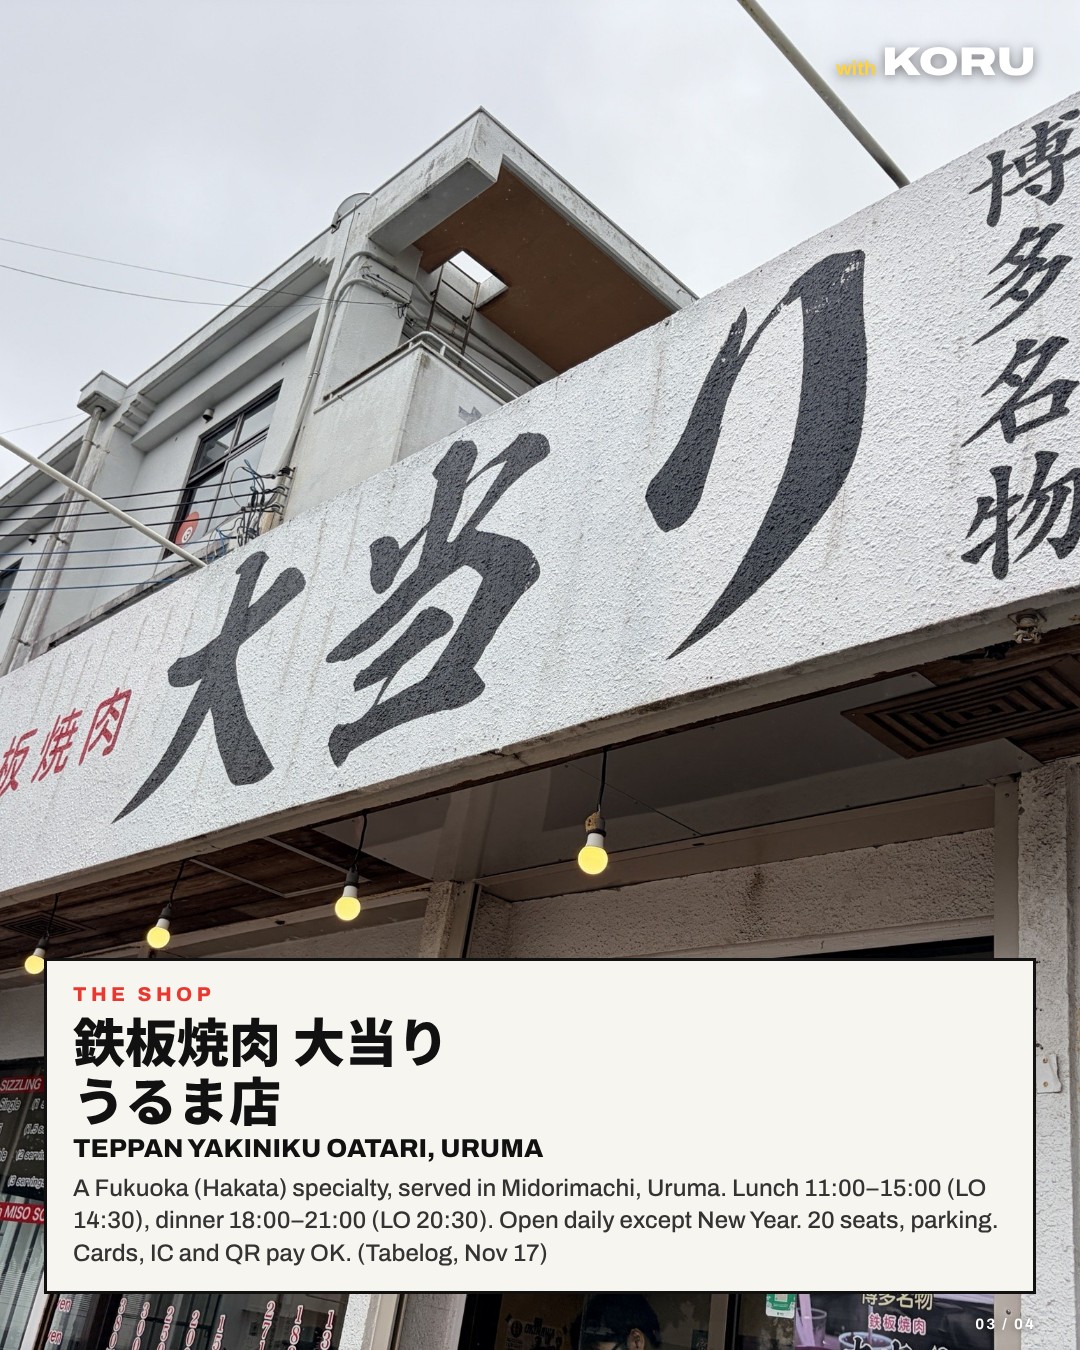 with KORU
博多名物
大当り
板焼肉
THE SHOP
鉄板焼肉 大当り
うるま店
TEPPAN YAKINIKU OATARI, URUMA
A Fukuoka (Hakata) specialty, served in Midorimachi, Uruma. Lunch 11:00–15:00 (LO
14:30), dinner 18:00–21:00 (LO 20:30). Open daily except New Year. 20 seats, parking.
Cards, IC and QR pay OK. (Tabelog, Nov 17)
SIZZLING
Single
MISO
博多名物
鉄板焼肉
03 / 04